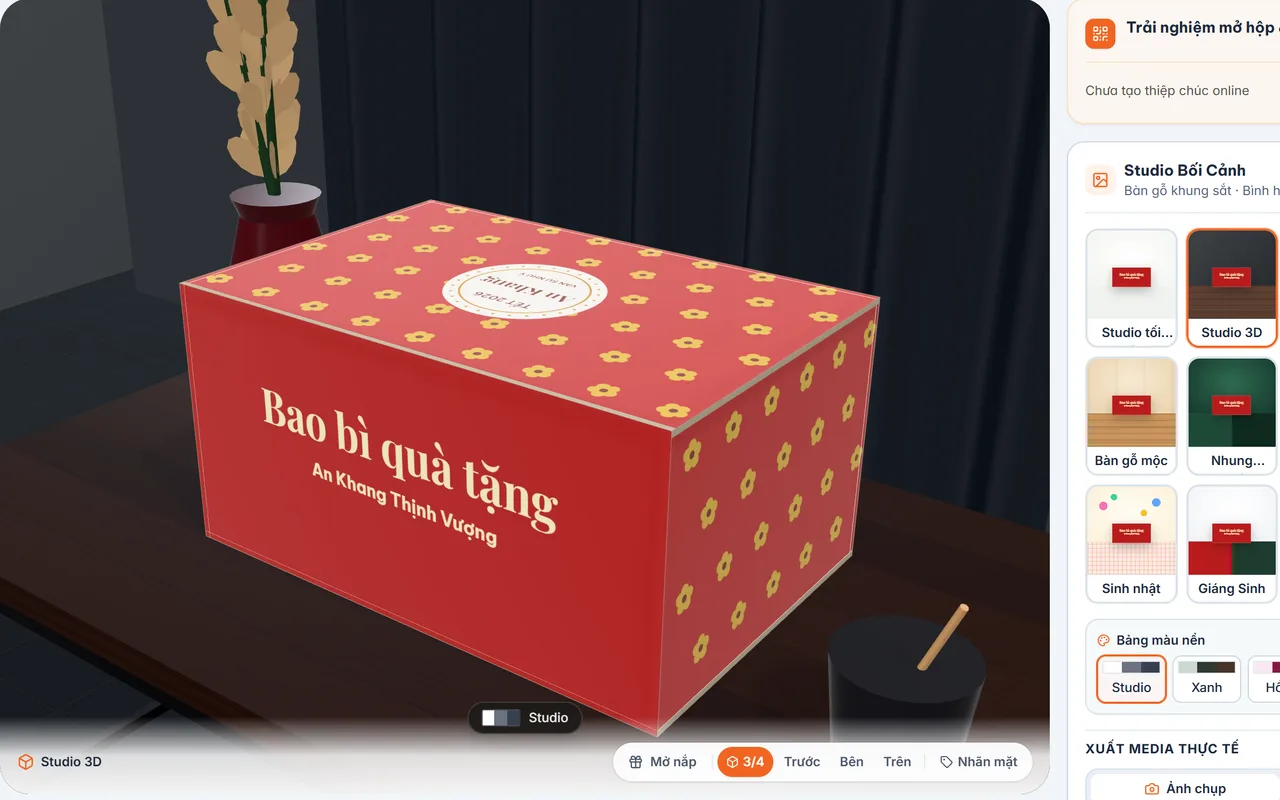 TẾT 2026
An Khang
VẠN SỰ NHƯ Ý
Bao bì quà tặng
An Khang Thịnh Vượng
Studio
Studio 3D
Mở nắp
3/4
Trước
Bên
Trên
Nhãn mặt
Trải nghiệm mở hộp
Chưa tạo thiệp chúc online
Studio Bối Cảnh
Bàn gỗ khung sắt · Bình h
Studio tối...
Studio 3D
Bàn gỗ mộc
Nhung...
Sinh nhật
Giáng Sinh
Bảng màu nền
Studio
Xanh
XUẤT MEDIA THỰC TẾ
Ảnh chụp